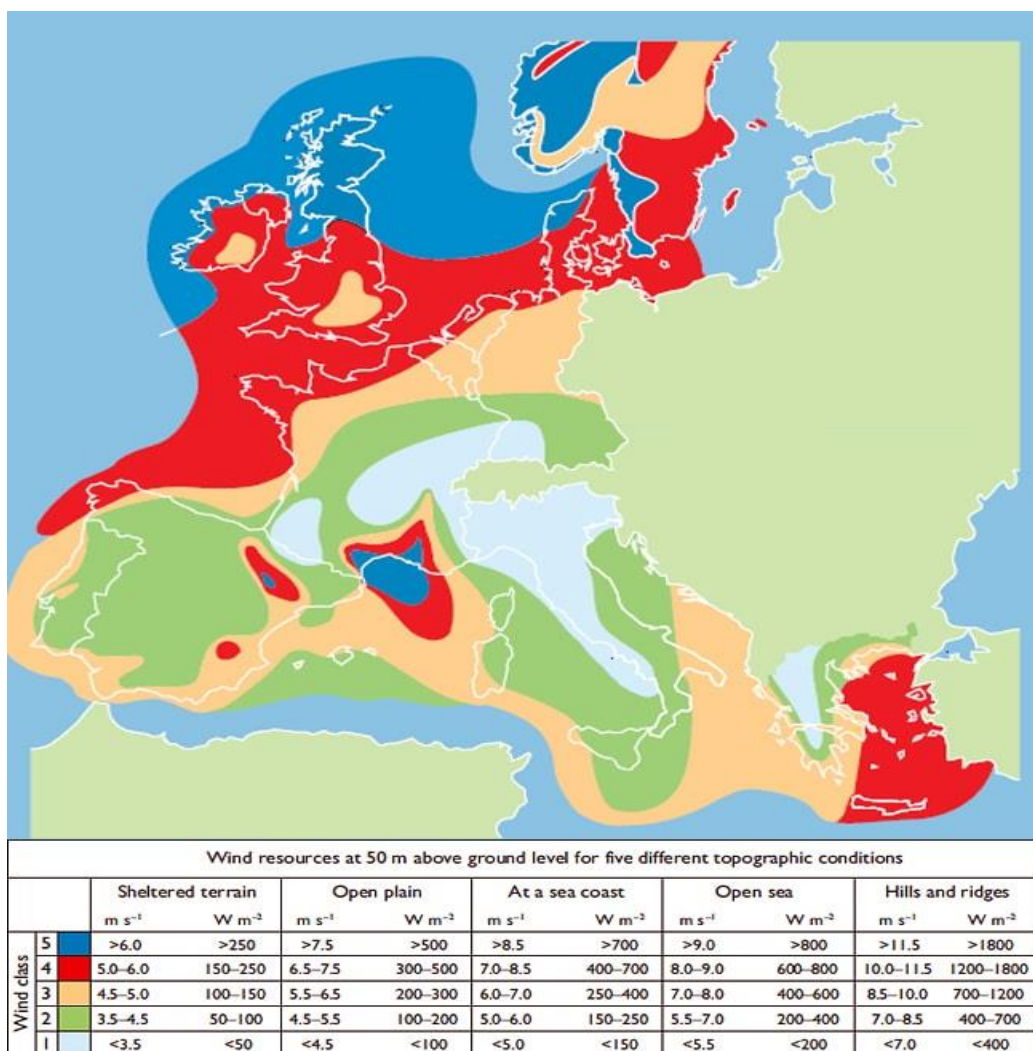 Wind resources at 50 m above ground level for five different topographic conditions
Sheltered terrain Open plain At a sea coast Open sea Hills and ridges
m s⁻¹ W m⁻² m s⁻¹ W m⁻² m s⁻¹ W m⁻² m s⁻¹ W m⁻² m s⁻¹ W m⁻²
Wind class
5 >6.0 >250 >7.5 >500 >8.5 >700 >9.0 >800 >11.5 >1800
4 5.0–6.0 150–250 6.5–7.5 300–500 7.0–8.5 400–700 8.0–9.0 600–800 10.0–11.5 1200–1800
3 4.5–5.0 100–150 5.5–6.5 200–300 6.0–7.0 250–400 7.0–8.0 400–600 8.5–10.0 700–1200
2 3.5–4.5 50–100 4.5–5.5 100–200 5.0–6.0 150–250 5.5–7.0 200–400 7.0–8.5 400–700
1 <3.5 <50 <4.5 <100 <5.0 <150 <5.5 <200 <7.0 <400